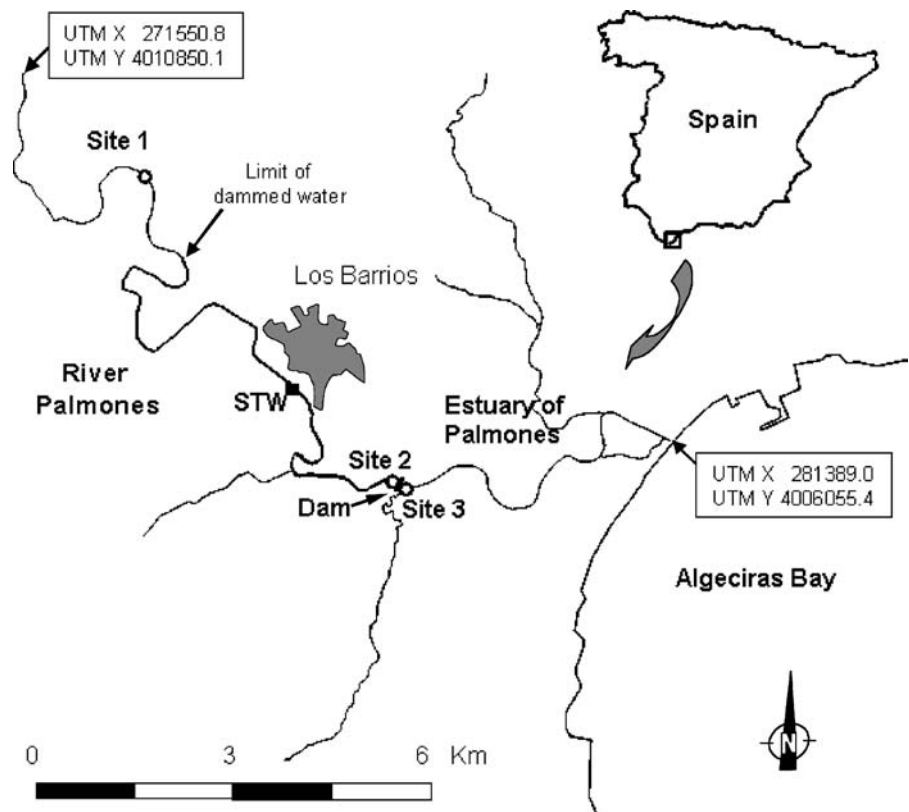 UTM X 271550.8
UTM Y 4010850.1
Site 1
Limit of
dammed water
Spain
Los Barrios
River
Palmones
STW
Estuary of
Palmones
Site 2
Dam
Site 3
UTM X 281389.0
UTM Y 4006055.4
Algeciras Bay
N
0 3 6 Km